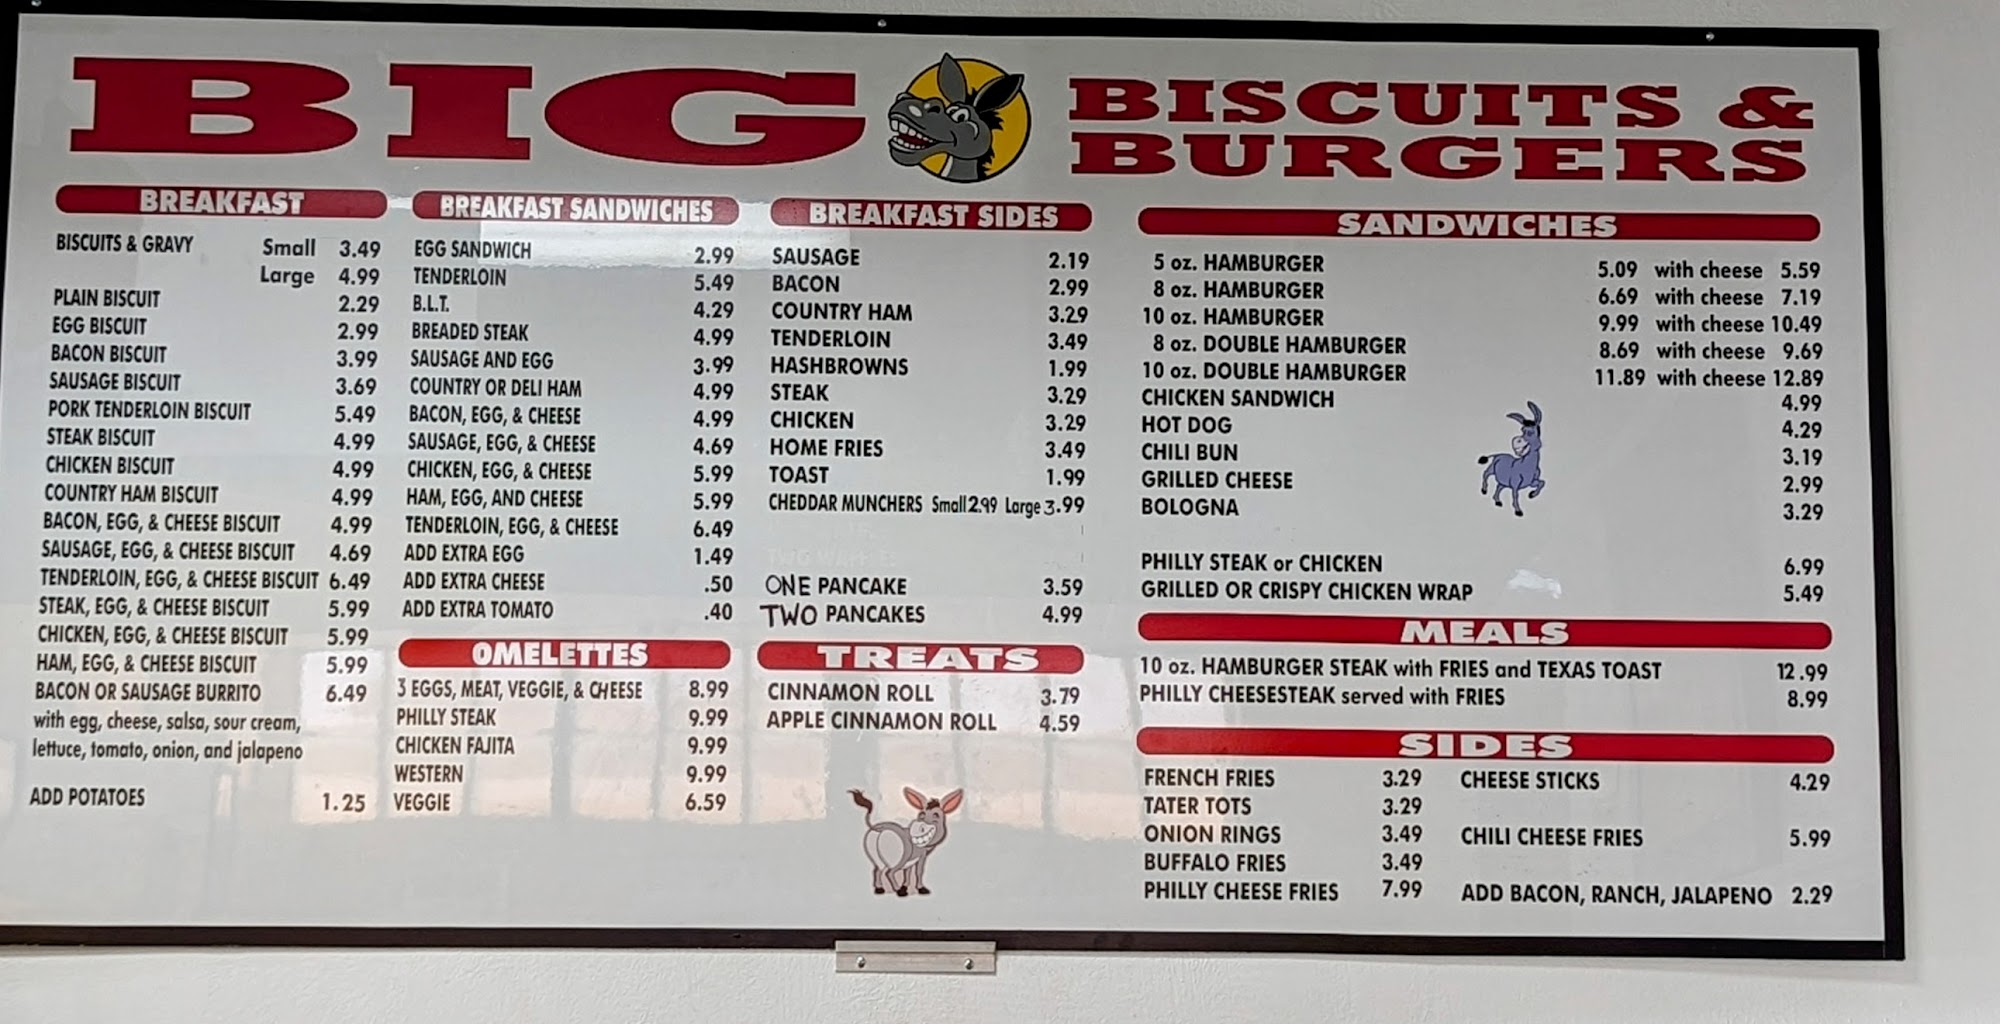 BIG BISCUITS & BURGERS
BREAKFAST
BISCUITS & GRAVY Small 3.49
Large 4.99
PLAIN BISCUIT 2.29
EGG BISCUIT 2.99
BACON BISCUIT 3.99
SAUSAGE BISCUIT 3.69
PORK TENDERLOIN BISCUIT 5.49
STEAK BISCUIT 4.99
CHICKEN BISCUIT 4.99
COUNTRY HAM BISCUIT 4.99
BACON, EGG, & CHEESE BISCUIT 4.99
SAUSAGE, EGG, & CHEESE BISCUIT 4.69
TENDERLOIN, EGG, & CHEESE BISCUIT 6.49
STEAK, EGG, & CHEESE BISCUIT 5.99
CHICKEN, EGG, & CHEESE BISCUIT 5.99
HAM, EGG, & CHEESE BISCUIT 5.99
BACON OR SAUSAGE BURRITO 6.49
with egg, cheese, salsa, sour cream,
lettuce, tomato, onion, and jalapeno
ADD POTATOES 1.25
BREAKFAST SANDWICHES
EGG SANDWICH 2.99
TENDERLOIN 5.49
B.L.T. 4.29
BREADED STEAK 4.99
SAUSAGE AND EGG 3.99
COUNTRY OR DELI HAM 4.99
BACON, EGG, & CHEESE 4.99
SAUSAGE, EGG, & CHEESE 4.69
CHICKEN, EGG, & CHEESE 5.99
HAM, EGG, AND CHEESE 5.99
TENDERLOIN, EGG, & CHEESE 6.49
ADD EXTRA EGG 1.49
ADD EXTRA CHEESE .50
ADD EXTRA TOMATO .40
OMELETTES
3 EGGS, MEAT, VEGGIE, & CHEESE 8.99
PHILLY STEAK 9.99
CHICKEN FAJITA 9.99
WESTERN 9.99
VEGGIE 6.59
BREAKFAST SIDES
SAUSAGE 2.19
BACON 2.99
COUNTRY HAM 3.29
TENDERLOIN 3.49
HASHBROWNS 1.99
STEAK 3.29
CHICKEN 3.29
HOME FRIES 3.49
TOAST 1.99
CHEDDAR MUNCHERS Small 2.99 Large 3.99
ONE PANCAKE 3.59
TWO PANCAKES 4.99
TREATS
CINNAMON ROLL 3.79
APPLE CINNAMON ROLL 4.59
SANDWICHES
5 oz. HAMBURGER 5.09 with cheese 5.59
8 oz. HAMBURGER 6.69 with cheese 7.19
10 oz. HAMBURGER 9.99 with cheese 10.49
8 oz. DOUBLE HAMBURGER 8.69 with cheese 9.69
10 oz. DOUBLE HAMBURGER 11.89 with cheese 12.89
CHICKEN SANDWICH 4.99
HOT DOG 4.29
CHILI BUN 3.19
GRILLED CHEESE 2.99
BOLOGNA 3.29
PHILLY STEAK or CHICKEN 6.99
GRILLED OR CRISPY CHICKEN WRAP 5.49
MEALS
10 oz. HAMBURGER STEAK with FRIES and TEXAS TOAST 12.99
PHILLY CHEESESTEAK served with FRIES 8.99
SIDES
FRENCH FRIES 3.29
TATER TOTS 3.29
ONION RINGS 3.49
BUFFALO FRIES 3.49
PHILLY CHEESE FRIES 7.99
CHEESE STICKS 4.29
CHILI CHEESE FRIES 5.99
ADD BACON, RANCH, JALAPENO 2.29